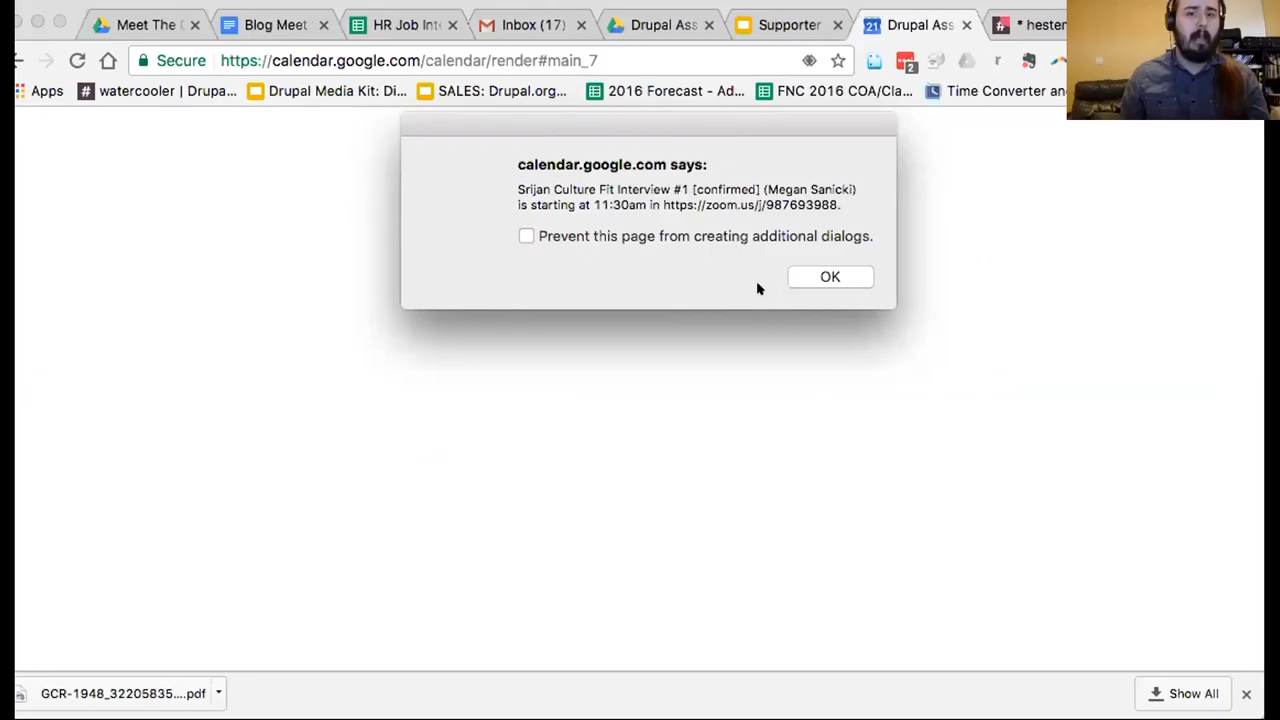 Meet The
Blog Meet
HR Job Int
Inbox (17)
Drupal Ass
Supporter
21
Drupal Ass
* hesten
Secure
https://calendar.google.com/calendar/render#main_7
2
r
Apps
# watercooler | Drupa...
Drupal Media Kit: Di...
SALES: Drupal.org...
2016 Forecast - Ad...
FNC 2016 COA/Cla...
Time Converter and
calendar.google.com says:
Srijan Culture Fit Interview #1 [confirmed] (Megan Sanicki)
is starting at 11:30am in https://zoom.us/j/987693988.
Prevent this page from creating additional dialogs.
OK
GCR-1948_32205835....pdf
Show All